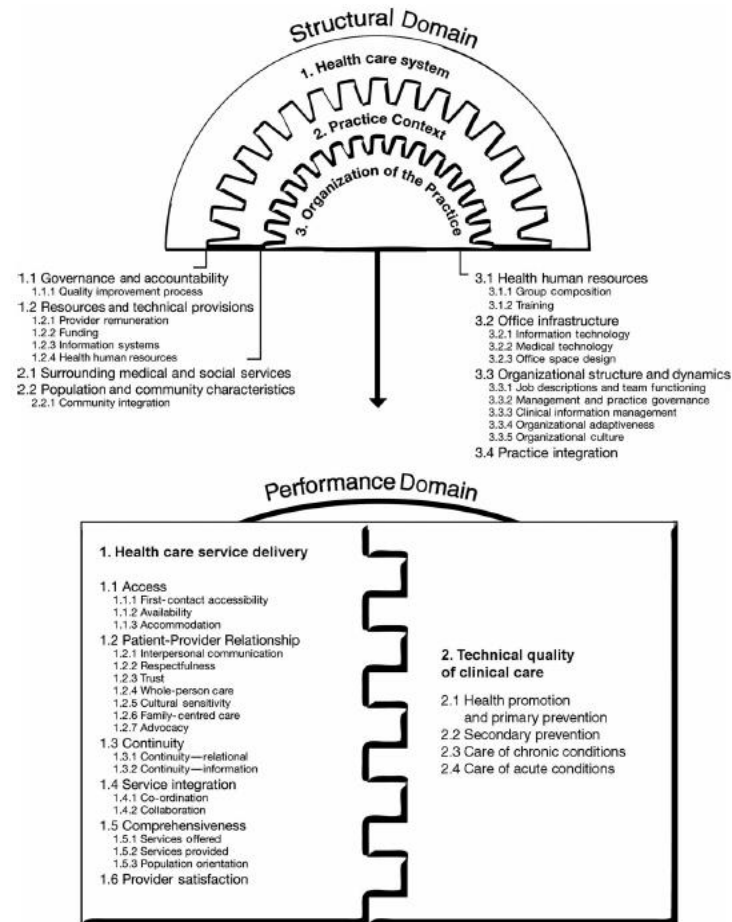 Structural Domain
1. Health care system
2. Practice Context
3. Organization of the Practice
1.1 Governance and accountability
1.1.1 Quality improvement process
1.2 Resources and technical provisions
1.2.1 Provider remuneration
1.2.2 Funding
1.2.3 Information systems
1.2.4 Health human resources
2.1 Surrounding medical and social services
2.2 Population and community characteristics
2.2.1 Community integration
3.1 Health human resources
3.1.1 Group composition
3.1.2 Training
3.2 Office infrastructure
3.2.1 Information technology
3.2.2 Medical technology
3.2.3 Office space design
3.3 Organizational structure and dynamics
3.3.1 Job descriptions and team functioning
3.3.2 Management and practice governance
3.3.3 Clinical information management
3.3.4 Organizational adaptiveness
3.3.5 Organizational culture
3.4 Practice integration
Performance Domain
1. Health care service delivery
1.1 Access
1.1.1 First-contact accessibility
1.1.2 Availability
1.1.3 Accommodation
1.2 Patient-Provider Relationship
1.2.1 Interpersonal communication
1.2.2 Respectfulness
1.2.3 Trust
1.2.4 Whole-person care
1.2.5 Cultural sensitivity
1.2.6 Family-centred care
1.2.7 Advocacy
1.3 Continuity
1.3.1 Continuity—relational
1.3.2 Continuity—information
1.4 Service integration
1.4.1 Co-ordination
1.4.2 Collaboration
1.5 Comprehensiveness
1.5.1 Services offered
1.5.2 Services provided
1.5.3 Population orientation
1.6 Provider satisfaction
2. Technical quality
of clinical care
2.1 Health promotion
and primary prevention
2.2 Secondary prevention
2.3 Care of chronic conditions
2.4 Care of acute conditions